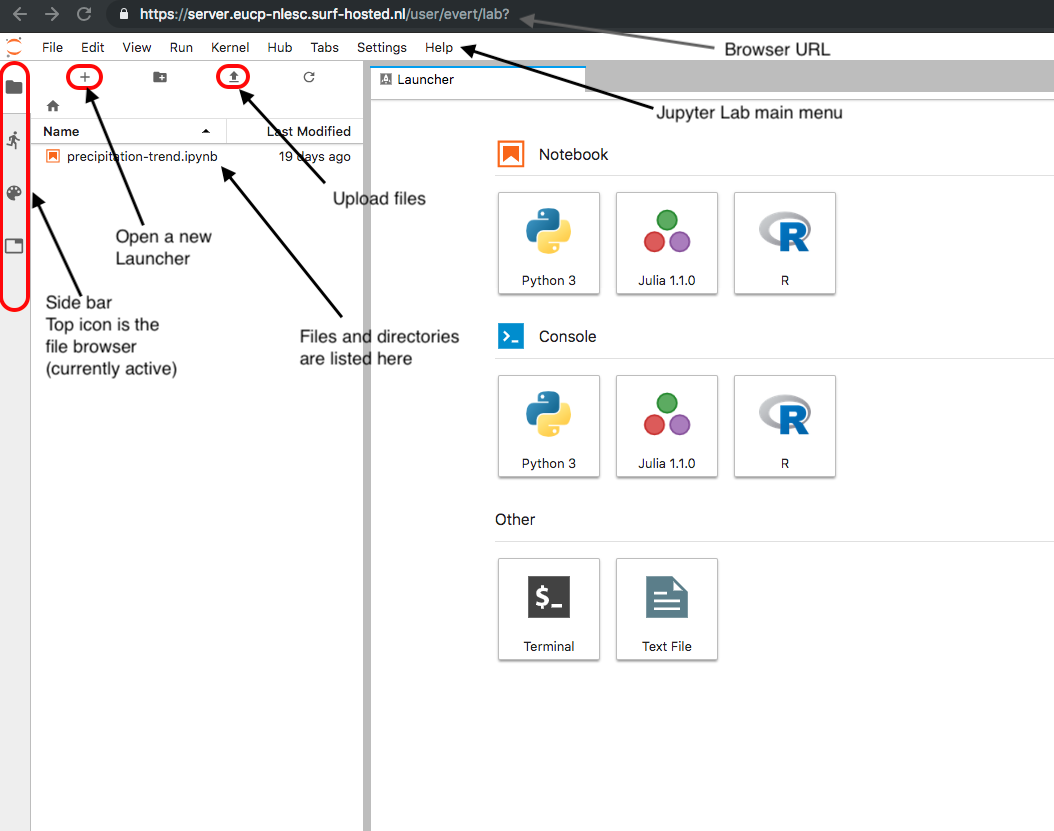 https://server.eucp-nlesc.surf-hosted.nl/user/evert/lab?
Browser URL
File Edit View Run Kernel Hub Tabs Settings Help
Launcher
Jupyter Lab main menu
Name Last Modified
precipitation-trend.ipynb 19 days ago
Upload files
Open a new
Launcher
Side bar
Top icon is the
file browser
(currently active)
Files and directories
are listed here
Notebook
Python 3 Julia 1.1.0 R
Console
Python 3 Julia 1.1.0 R
Other
$_
Terminal Text File